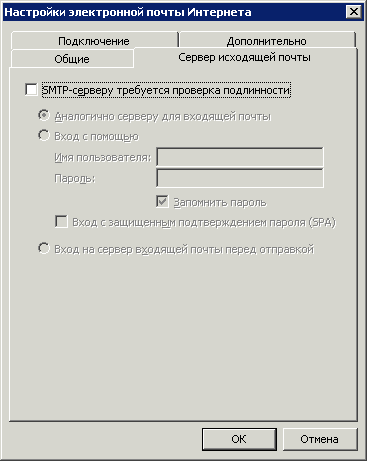 Настройки электронной почты Интернета
Подключение
Дополнительно
Общие
Сервер исходящей почты
SMTP-серверу требуется проверка подлинности
Аналогично серверу для входящей почты
Вход с помощью
Имя пользователя:
Пароль:
Запомнить пароль
Вход с защищенным подтверждением пароля (SPA)
Вход на сервер входящей почты перед отправкой
ОК
Отмена